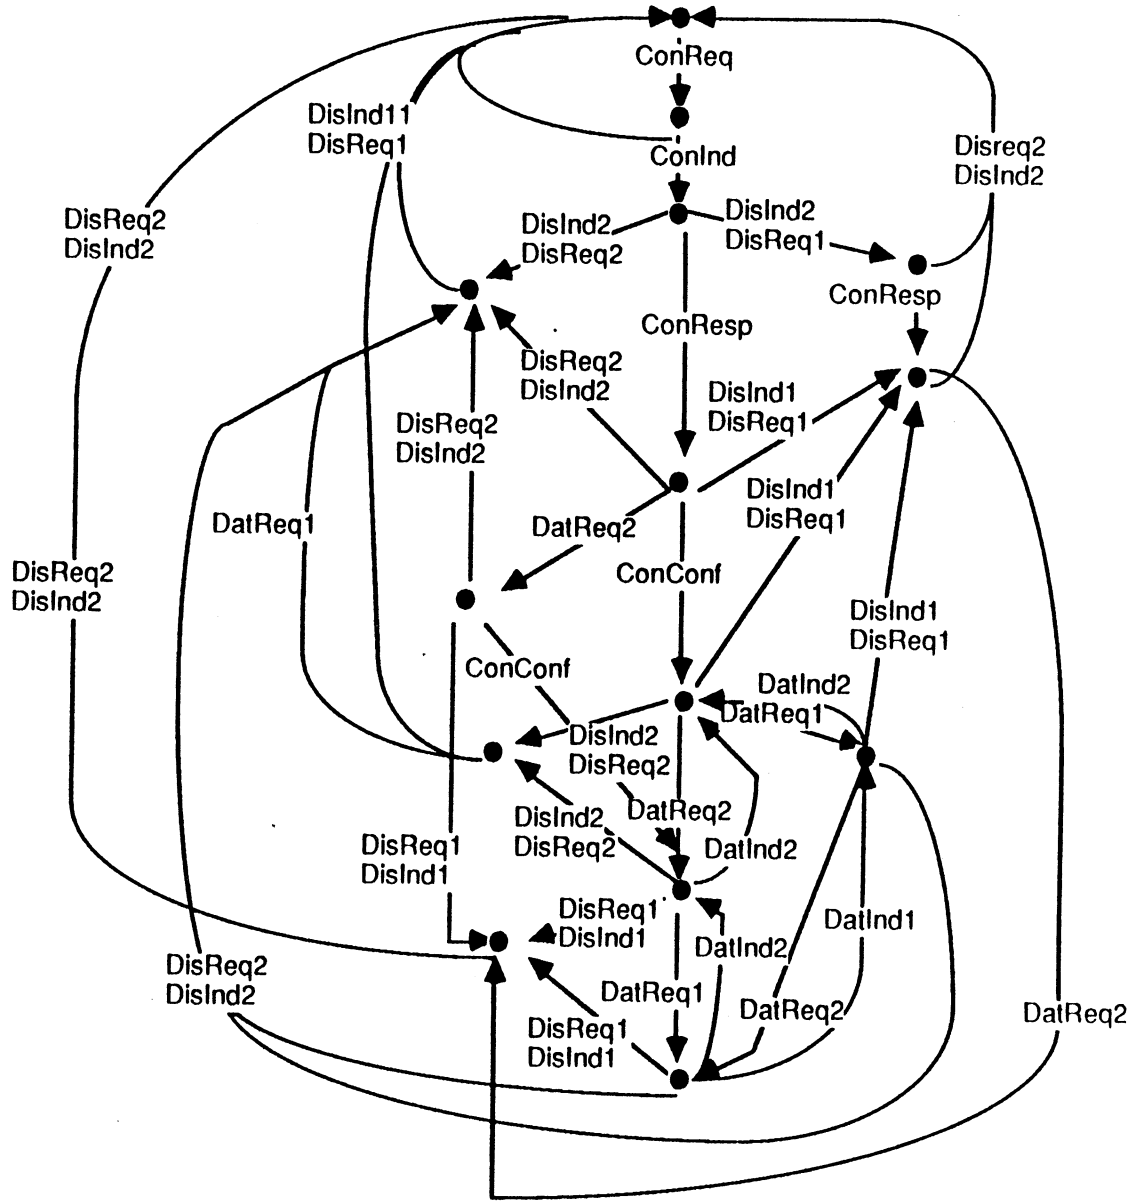 ConReq
DisInd11
DisReq1
ConInd
Disreq2
DisInd2
DisReq2
DisInd2
DisInd2
DisReq2
DisInd2
DisReq1
ConResp
ConResp
DisReq2
DisInd2
DisInd1
DisReq1
DisReq2
DisInd2
DisInd1
DisReq1
DatReq1
DatReq2
ConConf
DisReq2
DisInd2
DisInd1
DisReq1
ConConf
DatInd2
DatReq1
DisInd2
DisReq2
DisInd2
DisReq2
DatReq2
DatInd2
DisReq1
DisInd1
DisReq1
DisInd1
DatInd2
DatInd1
DisReq2
DisInd2
DatReq1
DatReq2
DatReq2
DisReq1
DisInd1